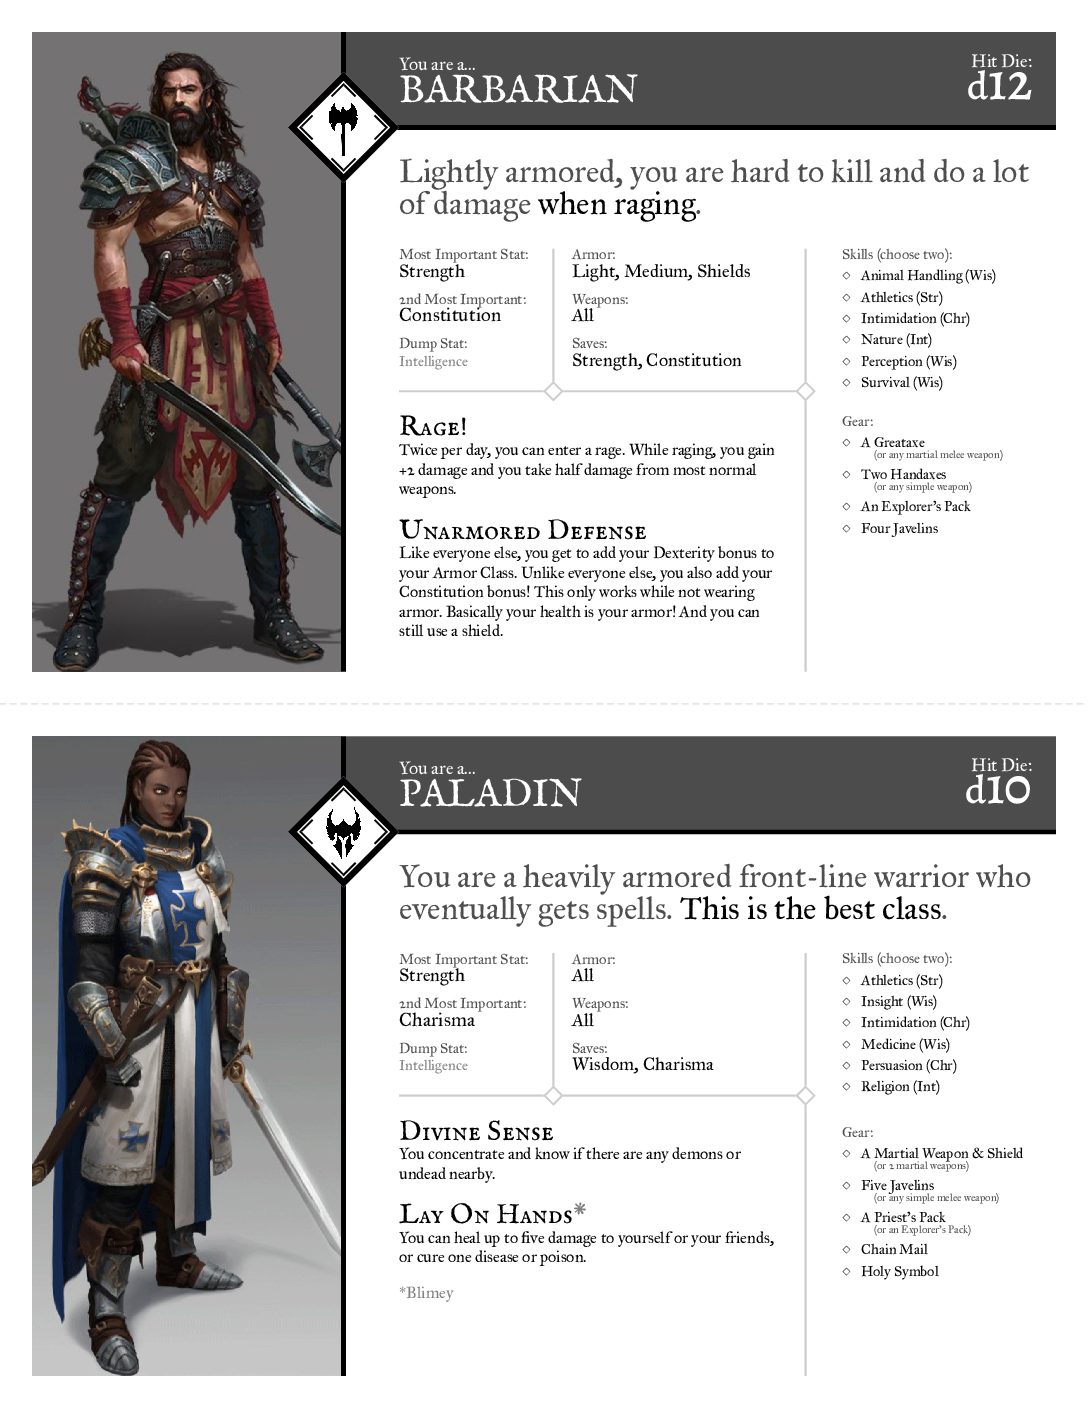 You are a...
BARBARIAN
Hit Die:
d12
Lightly armored, you are hard to kill and do a lot
of damage when raging.
Most Important Stat:
Strength
2nd Most Important:
Constitution
Dump Stat:
Intelligence
Armor:
Light, Medium, Shields
Weapons:
All
Saves:
Strength, Constitution
Rage!
Twice per day, you can enter a rage. While raging, you gain
+2 damage and you take half damage from most normal
weapons.
Unarmored Defense
Like everyone else, you get to add your Dexterity bonus to
your Armor Class. Unlike everyone else, you also add your
Constitution bonus! This only works while not wearing
armor. Basically your health is your armor! And you can
still use a shield.
Skills (choose two):
◇ Animal Handling (Wis)
◇ Athletics (Str)
◇ Intimidation (Chr)
◇ Nature (Int)
◇ Perception (Wis)
◇ Survival (Wis)
Gear:
◇ A Greataxe
(or any martial melee weapon)
◇ Two Handaxes
(or any simple weapon)
◇ An Explorer's Pack
◇ Four Javelins
You are a...
PALADIN
Hit Die:
d10
You are a heavily armored front-line warrior who
eventually gets spells. This is the best class.
Most Important Stat:
Strength
2nd Most Important:
Charisma
Dump Stat:
Intelligence
Armor:
All
Weapons:
All
Saves:
Wisdom, Charisma
Divine Sense
You concentrate and know if there are any demons or
undead nearby.
Lay On Hands*
You can heal up to five damage to yourself or your friends,
or cure one disease or poison.
*Blimey
Skills (choose two):
◇ Athletics (Str)
◇ Insight (Wis)
◇ Intimidation (Chr)
◇ Medicine (Wis)
◇ Persuasion (Chr)
◇ Religion (Int)
Gear:
◇ A Martial Weapon & Shield
(or 2 martial weapons)
◇ Five Javelins
(or any simple melee weapon)
◇ A Priest's Pack
(or an Explorer's Pack)
◇ Chain Mail
◇ Holy Symbol